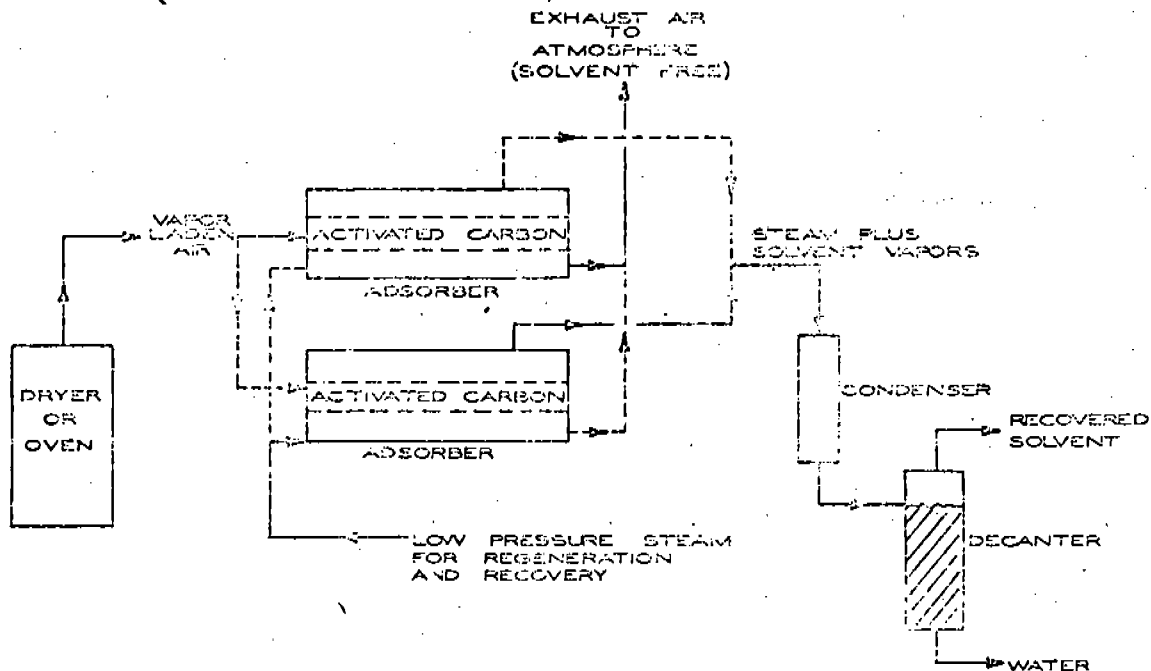 EXHAUST AIR
TO
ATMOSPHERE
(SOLVENT FREE)
VAPOR
LADEN
AIR
ACTIVATED CARBON
ADSORBER
STEAM PLUS
SOLVENT VAPORS
DRYER
OR
OVEN
ACTIVATED CARBON
ADSORBER
CONDENSER
RECOVERED
SOLVENT
DECANTER
LOW PRESSURE STEAM
FOR REGENERATION
AND RECOVERY
WATER